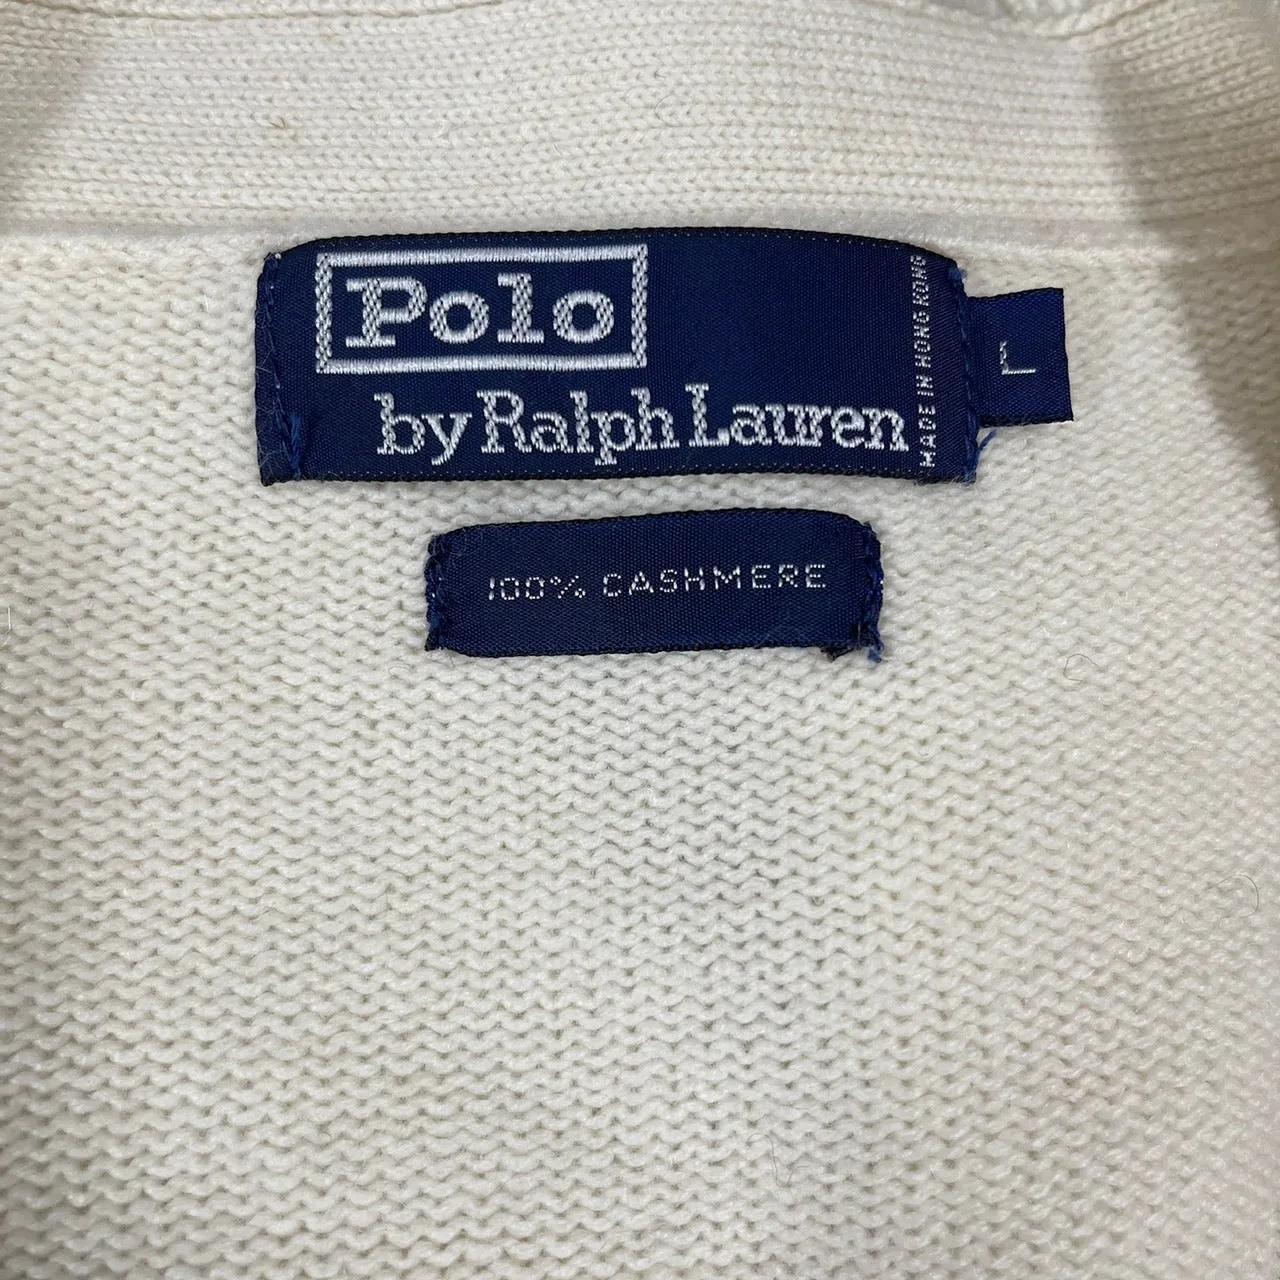 Polo
by Ralph Lauren
MADE IN HONG KONG
L
100% CASHMERE